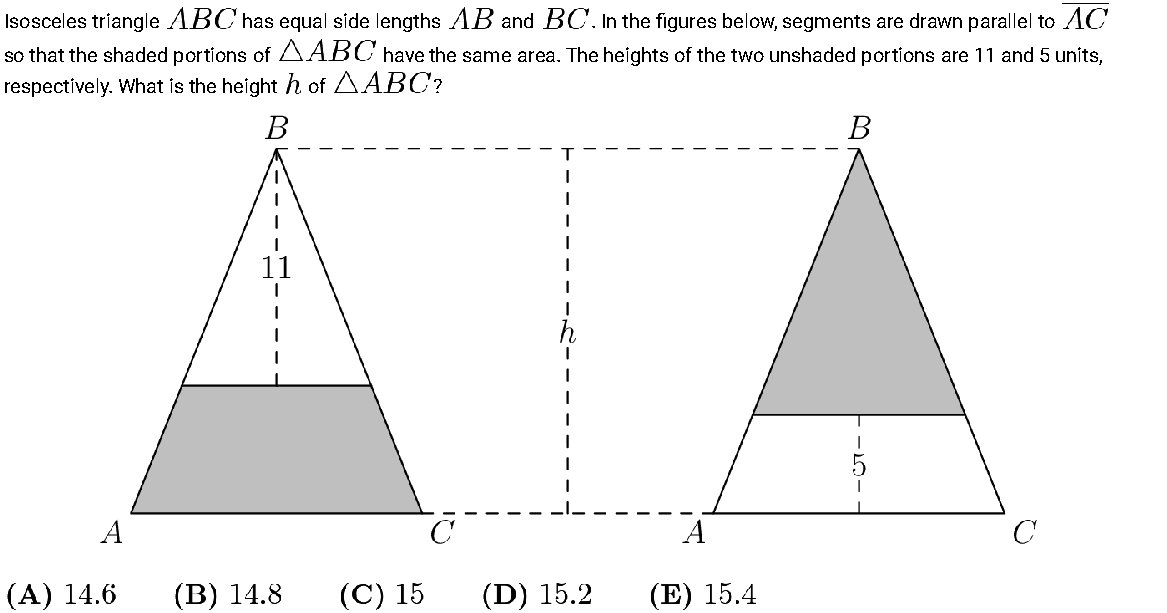 Isosceles triangle ABC has equal side lengths AB and BC. In the figures below, segments are drawn parallel to AC
so that the shaded portions of △ABC have the same area. The heights of the two unshaded portions are 11 and 5 units,
respectively. What is the height h of △ABC?
B B
11
h
5
A C A C
(A) 14.6 (B) 14.8 (C) 15 (D) 15.2 (E) 15.4